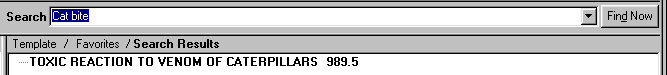 Search Cat bite Find Now
Template / Favorites / Search Results
TOXIC REACTION TO VENOM OF CATERPILLARS 989.5